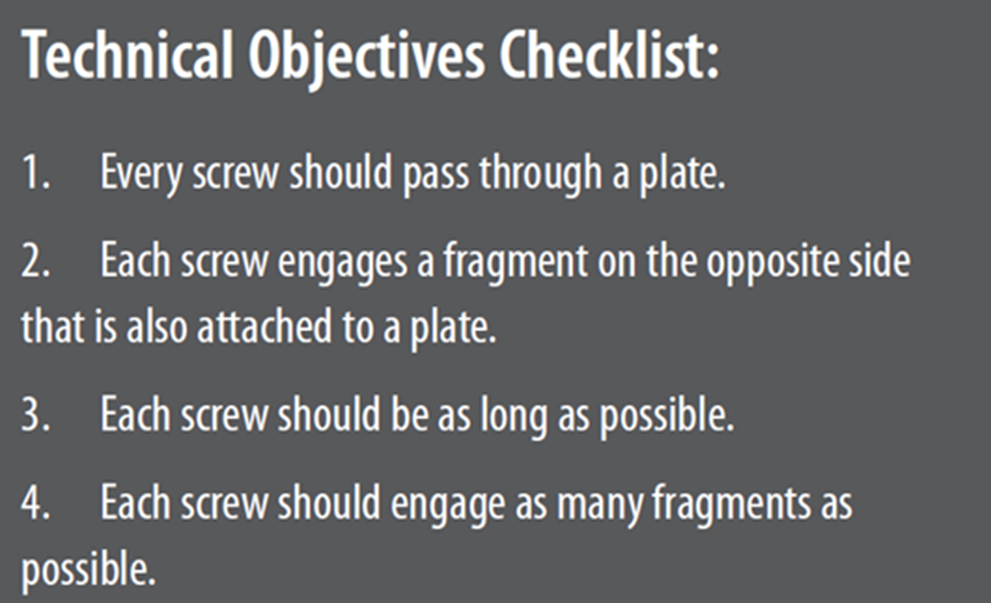 Technical Objectives Checklist:
1. Every screw should pass through a plate.
2. Each screw engages a fragment on the opposite side
that is also attached to a plate.
3. Each screw should be as long as possible.
4. Each screw should engage as many fragments as
possible.